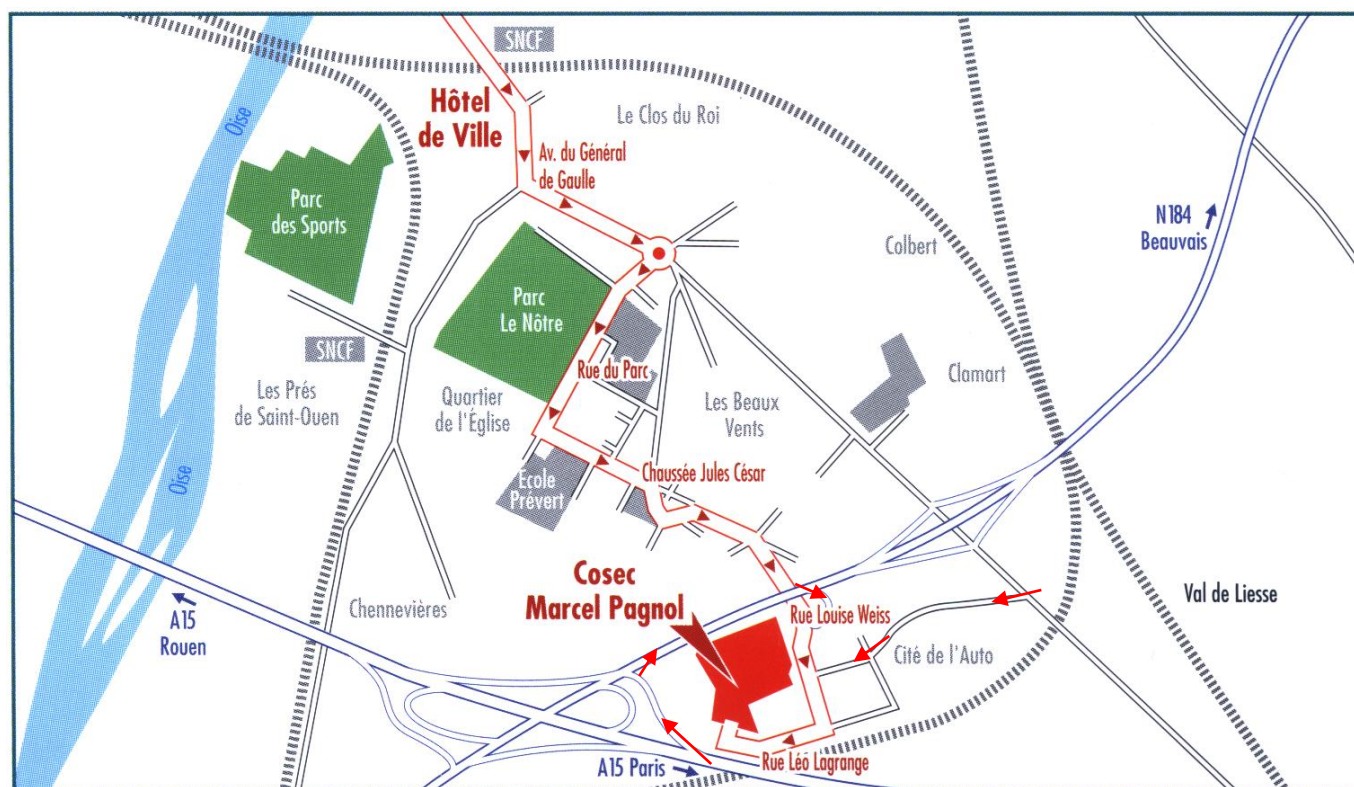 SNCF
Oise
Hôtel
de Ville
Le Clos du Roi
Av. du Général
de Gaulle
Parc
des Sports
N184
Beauvais
Colbert
Parc
Le Nôtre
SNCF
Rue du Parc
Clamart
Les Prés
de Saint-Ouen
Quartier
de l'Église
Les Beaux
Vents
Oise
Ecole
Prévert
Chaussée Jules César
Cosec
Marcel Pagnol
Chennevières
A15
Rouen
Rue Louise Weiss
Val de Liesse
Cité de l'Auto
A15 Paris
Rue Léo Lagrange